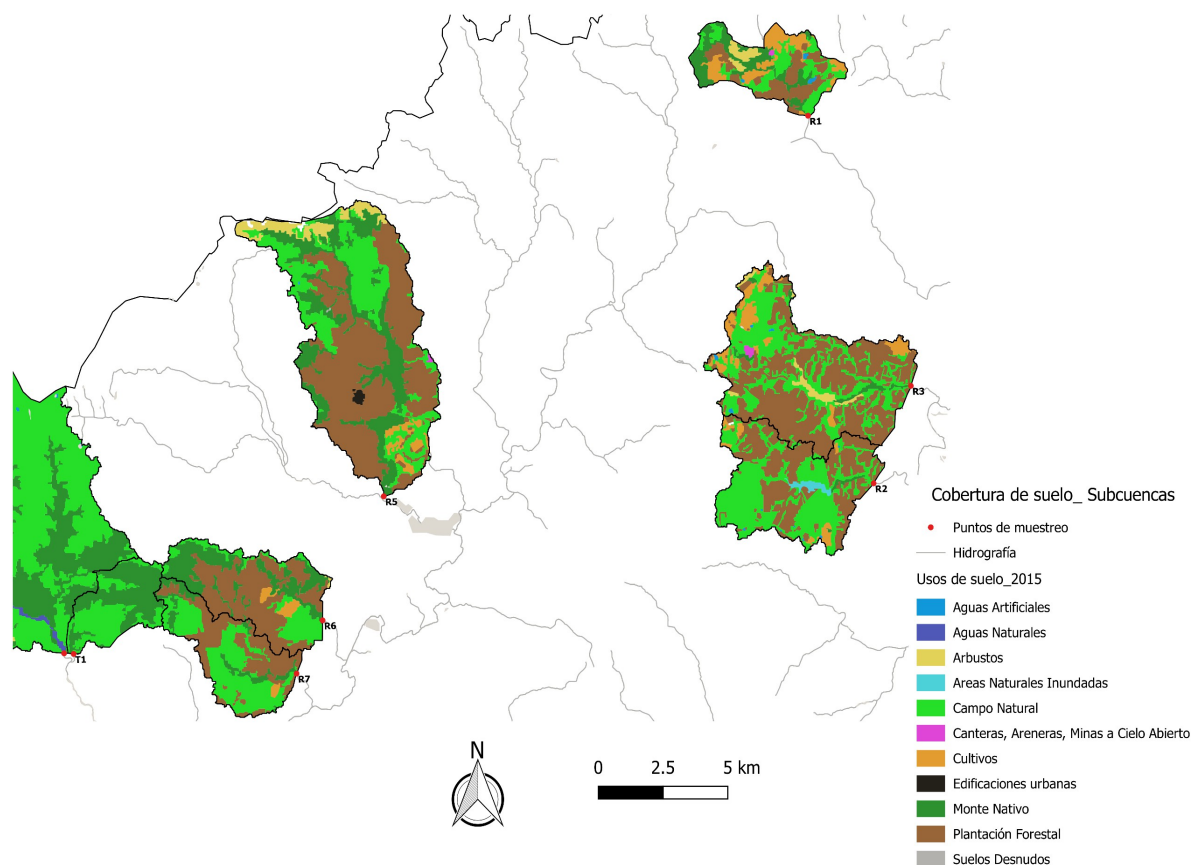 R1
R3
R2
R5
R6
T1
R7
Cobertura de suelo_ Subcuencas
Puntos de muestreo
Hidrografía
Usos de suelo_2015
Aguas Artificiales
Aguas Naturales
Arbustos
Areas Naturales Inundadas
Campo Natural
Canteras, Areneras, Minas a Cielo Abierto
Cultivos
Edificaciones urbanas
Monte Nativo
Plantación Forestal
Suelos Desnudos
N
0 2.5 5 km